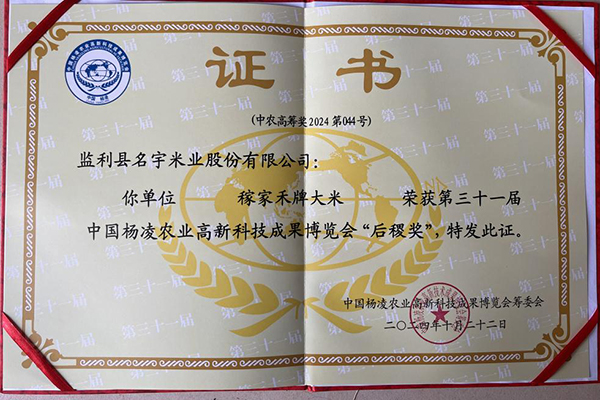 证 书
(中农高筹奖2024第044号)
监利县名宇米业股份有限公司：
你单位 稼家禾牌大米 荣获第三十一届
中国杨凌农业高新科技成果博览会“后稷奖”，特发此证。
中国杨凌农业高新科技成果博览会筹委会
二〇二四年十月二十二日